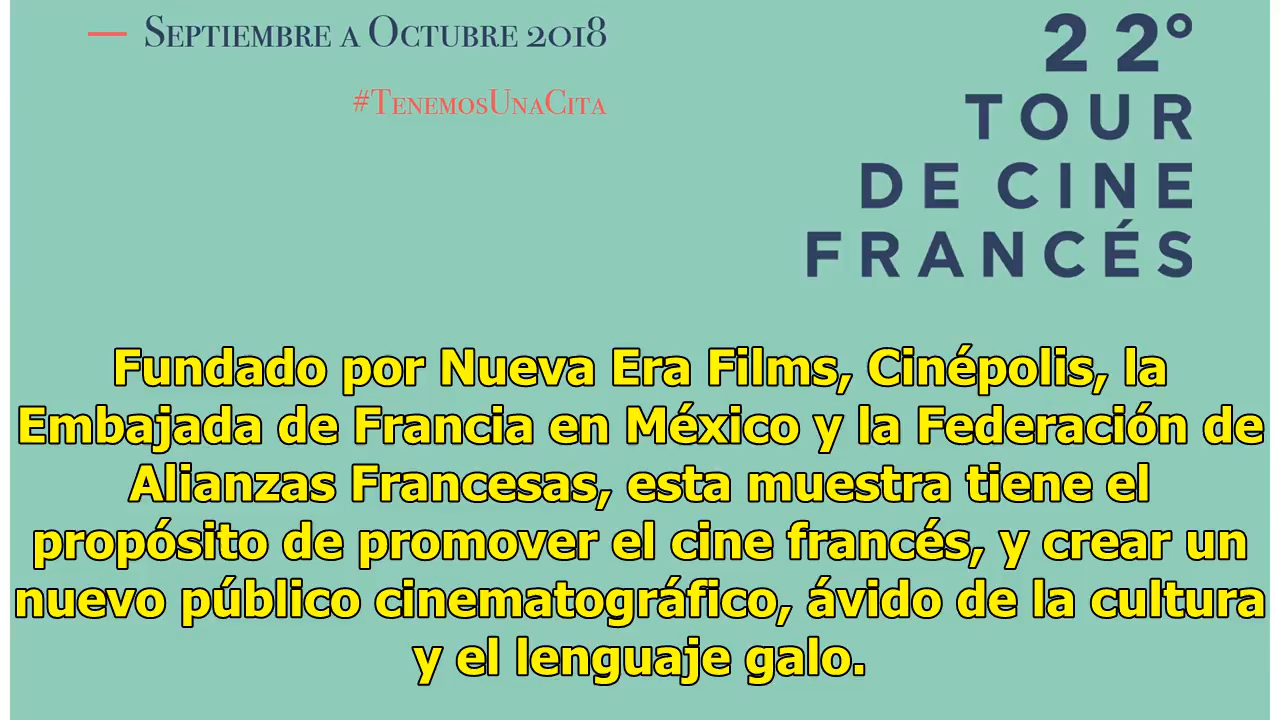 — Septiembre a Octubre 2018
#TenemosUnaCita
22°
TOUR
DE CINE
FRANCÉS
Fundado por Nueva Era Films, Cinépolis, la
Embajada de Francia en México y la Federación de
Alianzas Francesas, esta muestra tiene el
propósito de promover el cine francés, y crear un
nuevo público cinematográfico, ávido de la cultura
y el lenguaje galo.